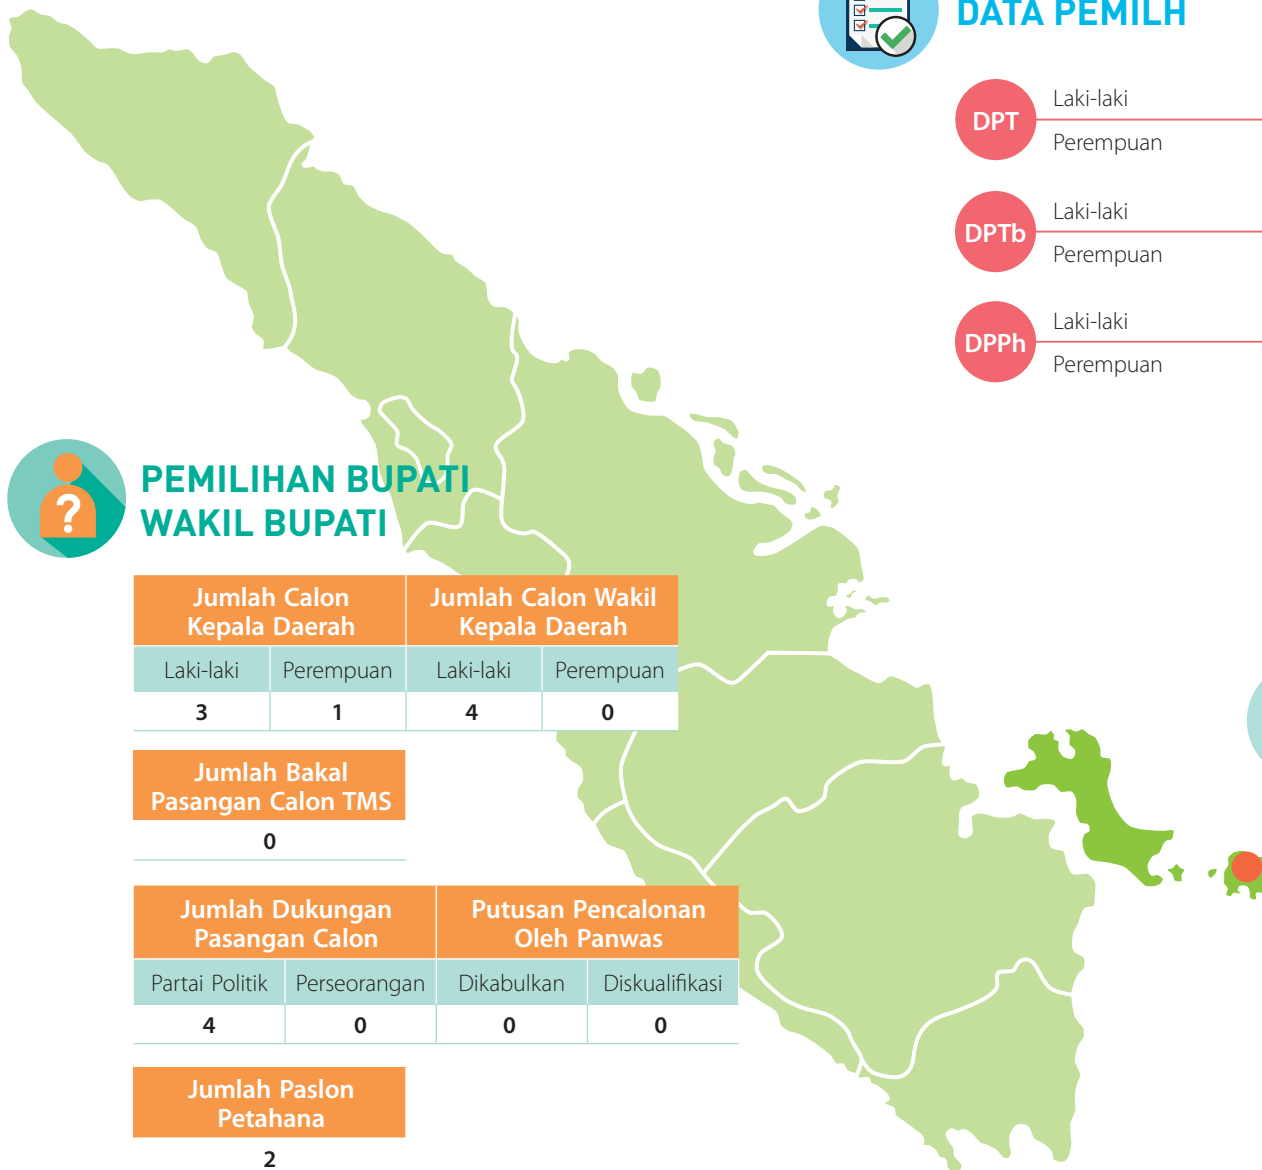 DATA PEMILH
DPT
Laki-laki
Perempuan
DPTb
Laki-laki
Perempuan
DPPh
Laki-laki
Perempuan
?
PEMILIHAN BUPATI
WAKIL BUPATI
Jumlah Calon Kepala Daerah Jumlah Calon Wakil Kepala Daerah
Laki-laki Perempuan Laki-laki Perempuan
3 1 4 0
Jumlah Bakal
Pasangan Calon TMS
0
Jumlah Dukungan Pasangan Calon Putusan Pencalonan Oleh Panwas
Partai Politik Perseorangan Dikabulkan Diskualifikasi
4 0 0 0
Jumlah Paslon
Petahana
2